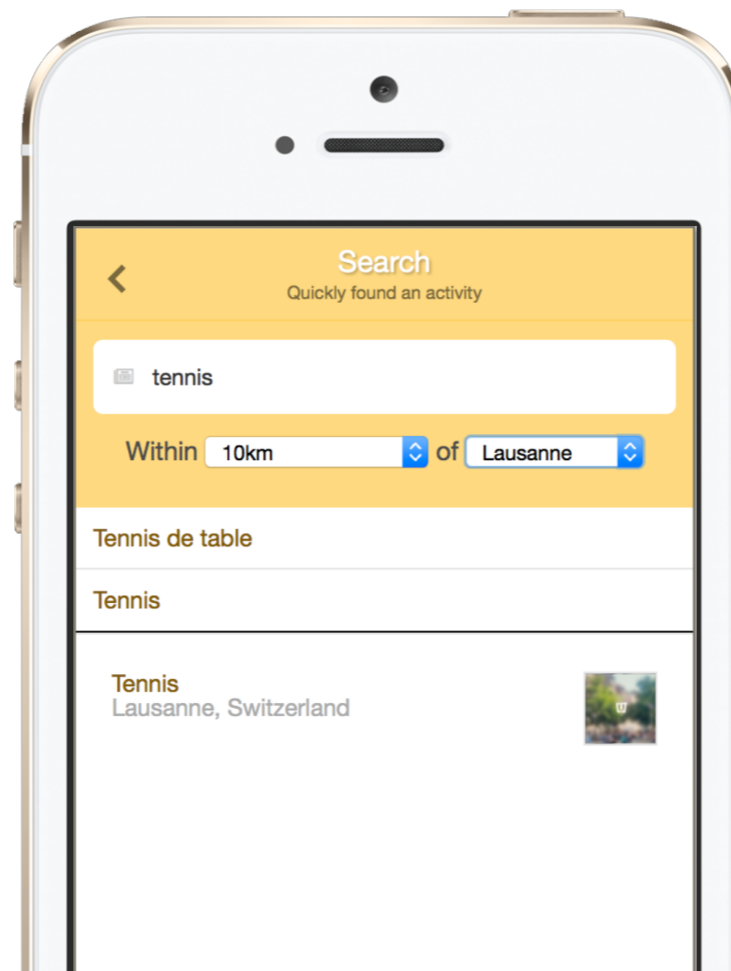 Search
Quickly found an activity
tennis
Within 10km of Lausanne
Tennis de table
Tennis
Tennis
Lausanne, Switzerland